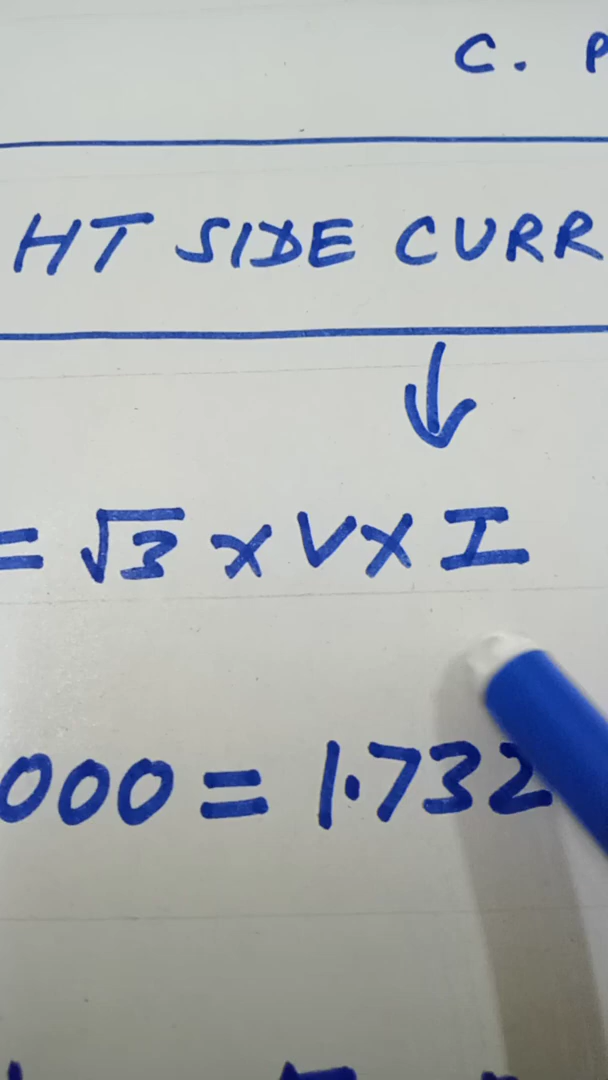 C. P
HT SIDE CURR
= √3 x V x I
000 = 1.732